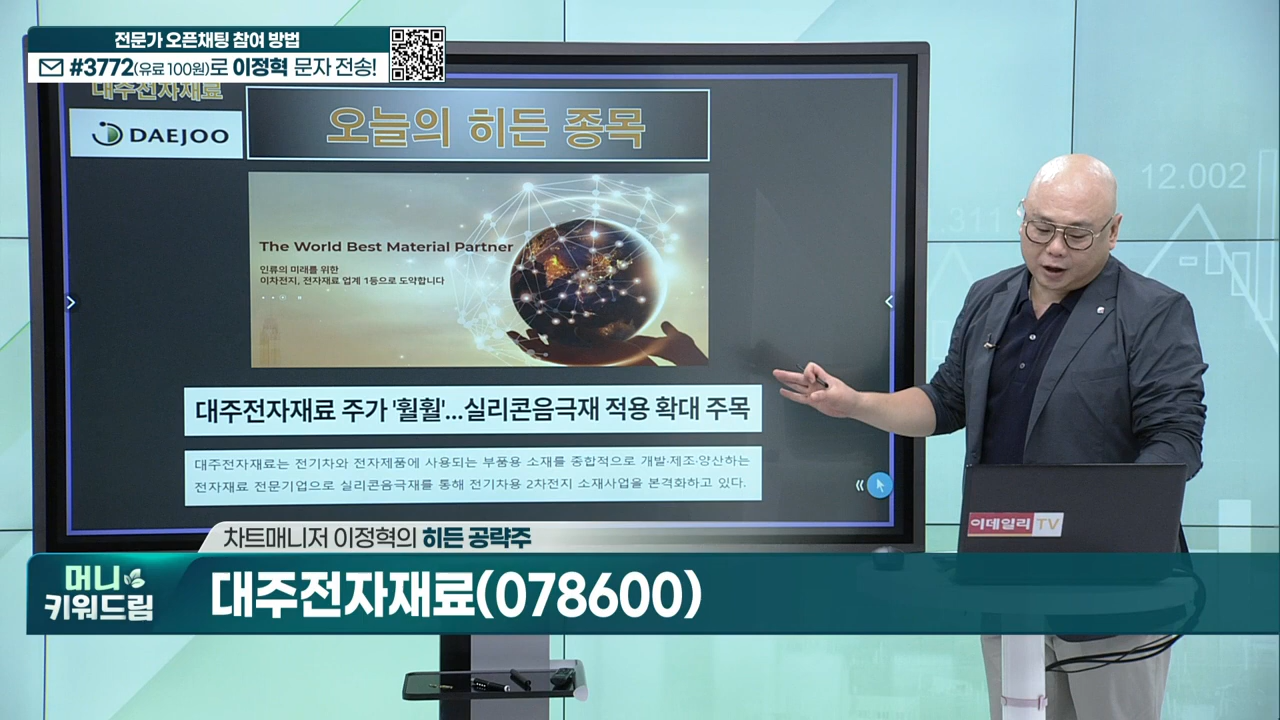 전문가 오픈채팅 참여 방법
#3772(유료 100원)로 이정혁 문자 전송!
대주전자재료
DAEJOO
오늘의 히든 종목
The World Best Material Partner
인류의 미래를 위한
이차전지, 전자재료 업계 1등으로 도약합니다
12.002
.311
대주전자재료 주가 '훨훨'...실리콘음극재 적용 확대 주목
대주전자재료는 전기차와 전자제품에 사용되는 부품용 소재를 종합적으로 개발·제조·양산하는
전자재료 전문기업으로 실리콘음극재를 통해 전기차용 2차전지 소재사업을 본격화하고 있다.
이데일리 TV
차트매니저 이정혁의 히든 공략주
머니
키워드림
대주전자재료(078600)